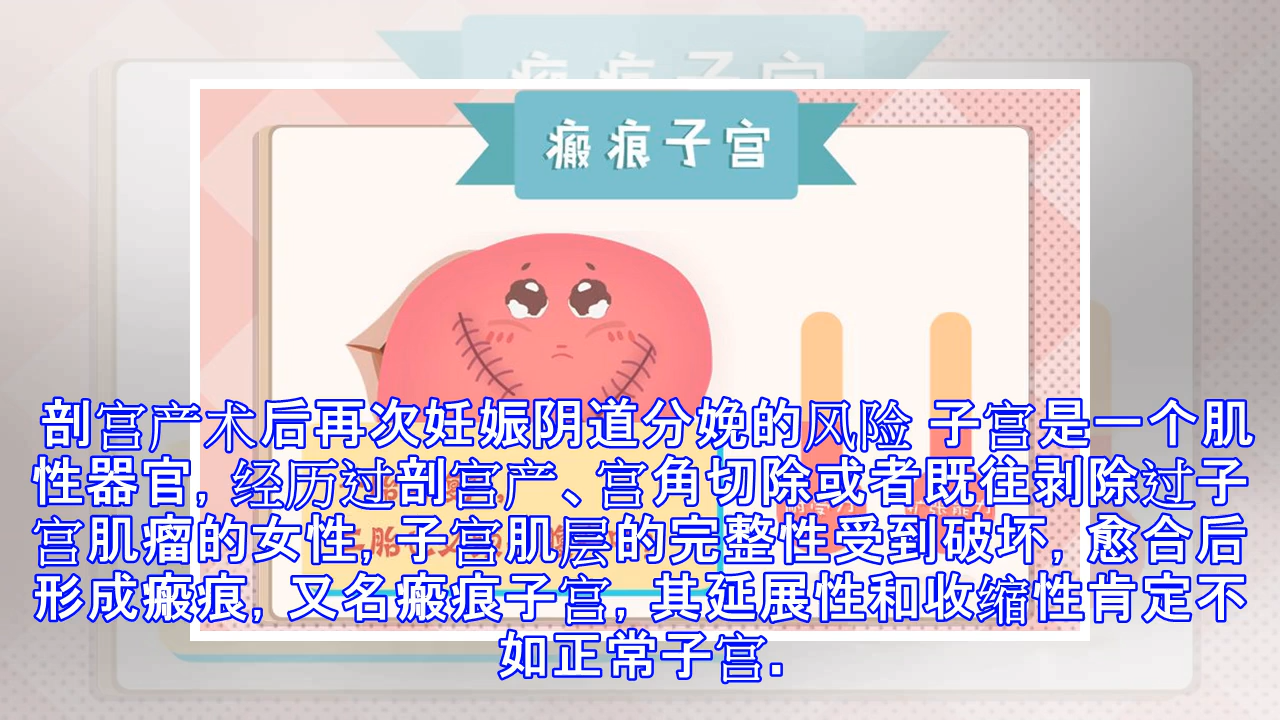 瘢痕子宫
剖宫产术后再次妊娠阴道分娩的风险 子宫是一个肌
性器官, 经历过剖宫产、宫角切除或者既往剥除过子
宫肌瘤的女性, 子宫肌层的完整性受到破坏, 愈合后
形成瘢痕, 又名瘢痕子宫, 其延展性和收缩性肯定不
如正常子宫.